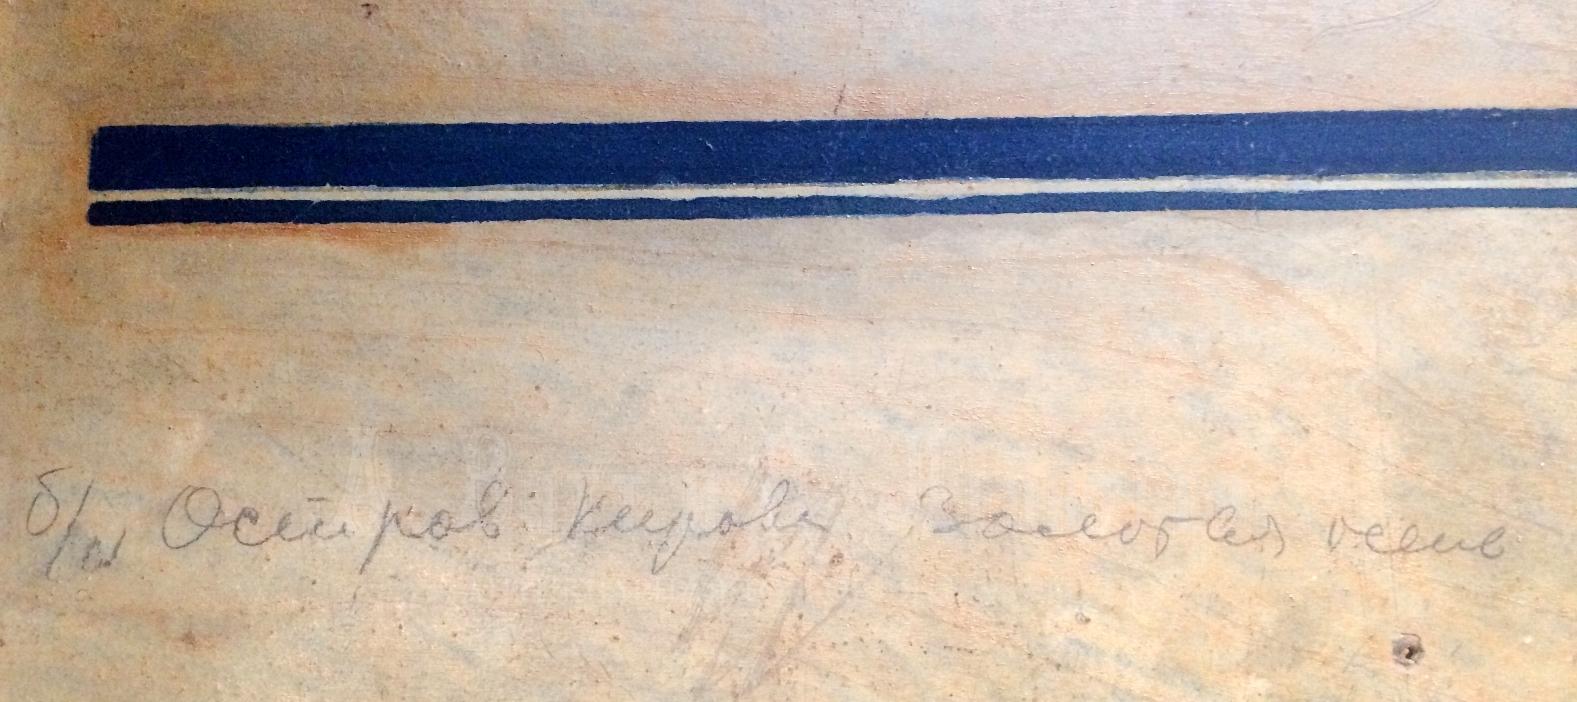 б/н Остров Кирова Золотая осень